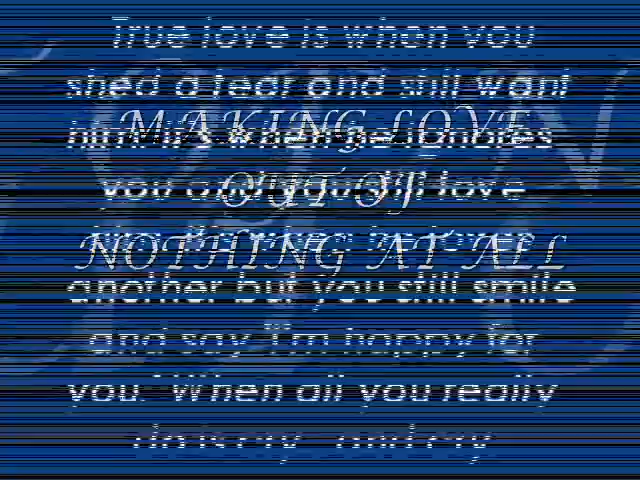 True love is when you
shed a tear and still want
him, it's when he ignores
MAKING LOVE
you and you still love
OUT OF
NOTHING AT ALL
another but you still smile
and say "I'm happy for
you." When all you really
do is cry and cry